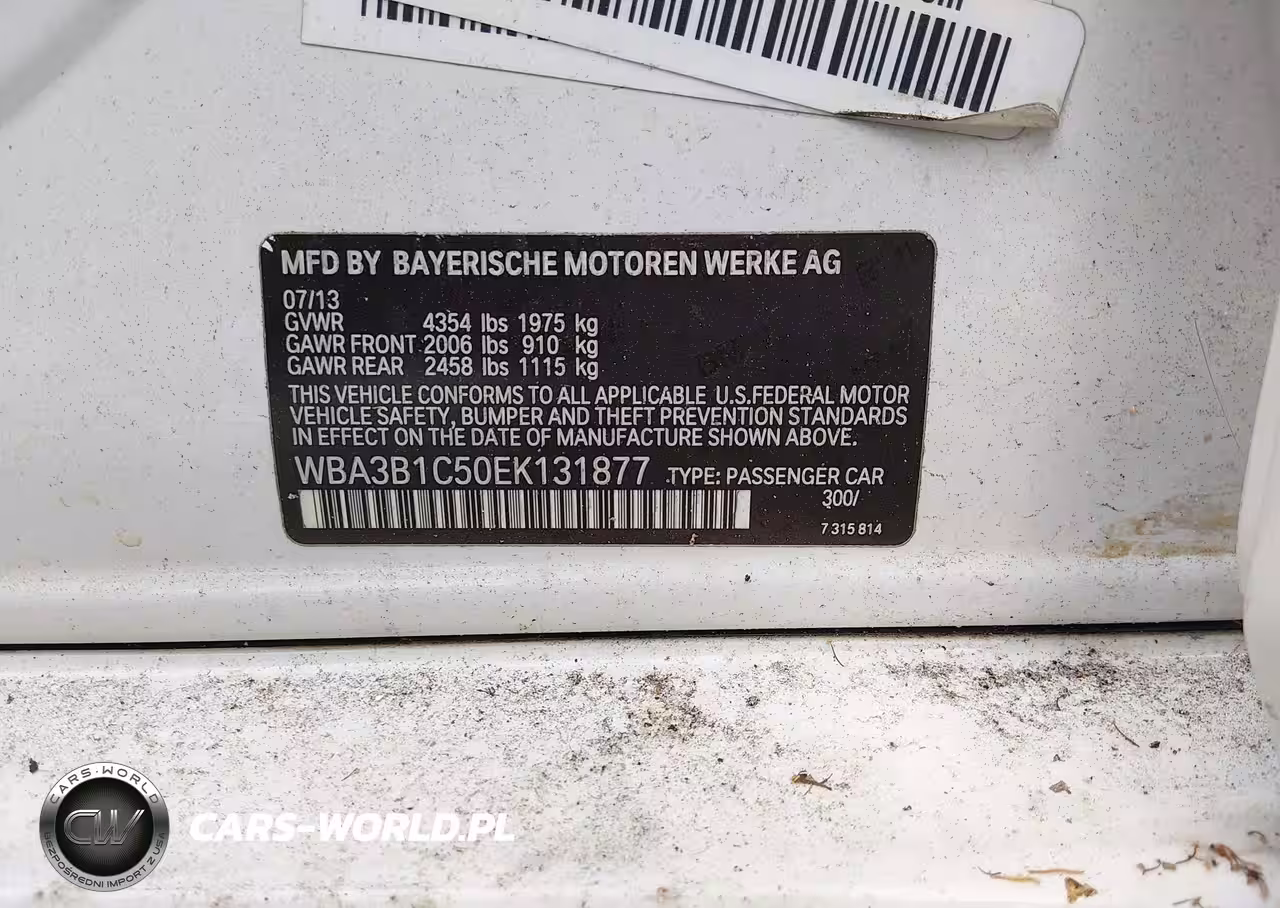 MFD BY BAYERISCHE MOTOREN WERKE AG
07/13
GVWR 4354 lbs 1975 kg
GAWR FRONT 2006 lbs 910 kg
GAWR REAR 2458 lbs 1115 kg
THIS VEHICLE CONFORMS TO ALL APPLICABLE U.S.FEDERAL MOTOR
VEHICLE SAFETY, BUMPER AND THEFT PREVENTION STANDARDS
IN EFFECT ON THE DATE OF MANUFACTURE SHOWN ABOVE.
WBA3B1C50EK131877 TYPE: PASSENGER CAR
300/
7 315 814
CARS-WORLD
CW
BEZPOŚREDNI IMPORT Z USA
CARS-WORLD.PL